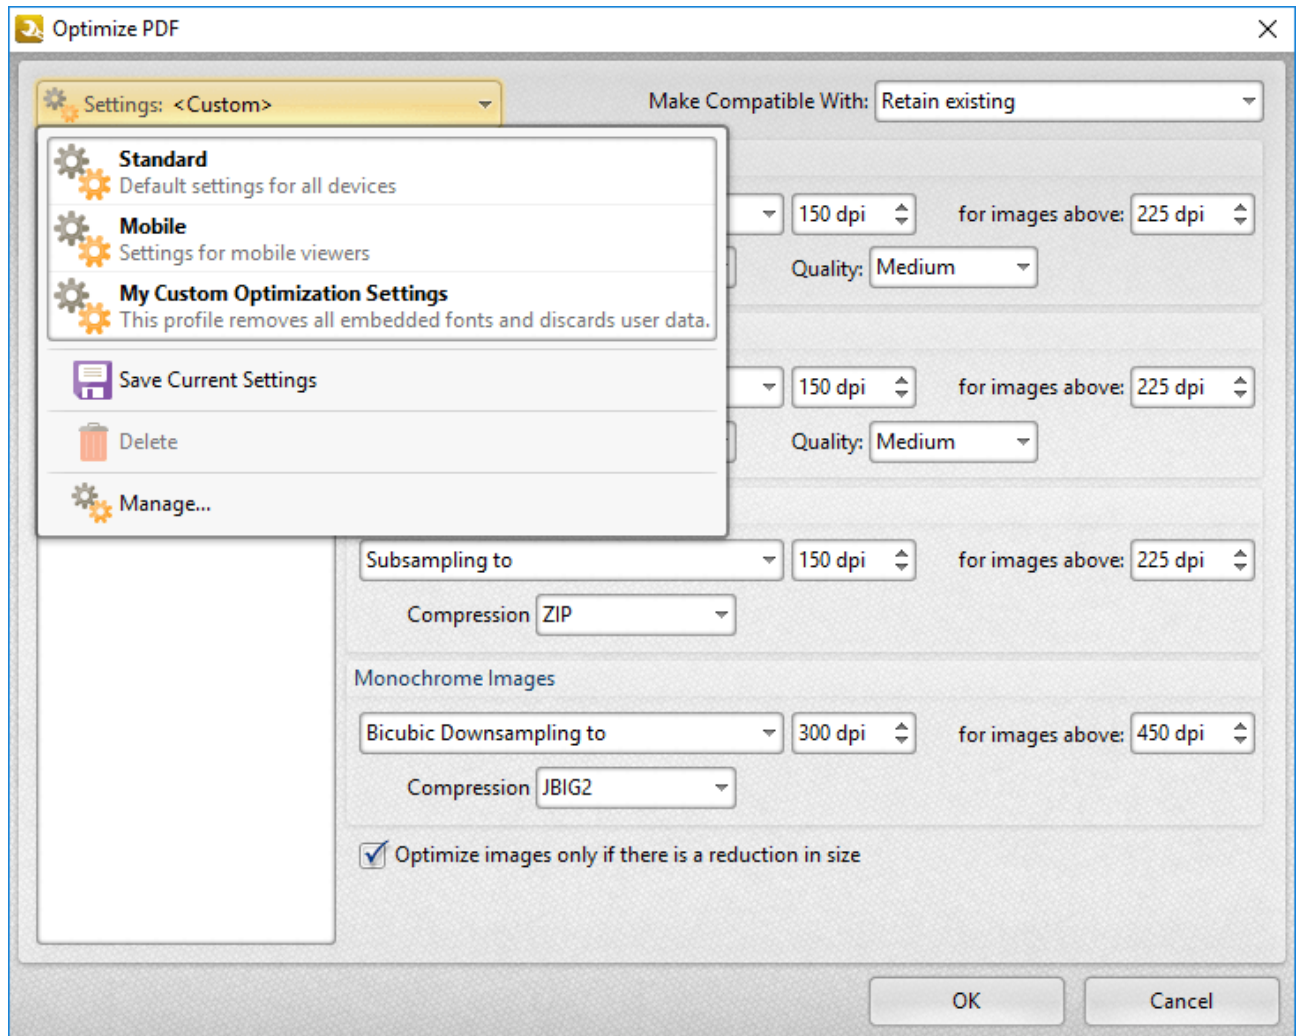 Optimize PDF
Settings: <Custom>
Make Compatible With: Retain existing
Standard
Default settings for all devices
Mobile
Settings for mobile viewers
My Custom Optimization Settings
This profile removes all embedded fonts and discards user data.
Save Current Settings
Delete
Manage...
150 dpi for images above: 225 dpi
Quality: Medium
150 dpi for images above: 225 dpi
Quality: Medium
Subsampling to 150 dpi for images above: 225 dpi
Compression ZIP
Monochrome Images
Bicubic Downsampling to 300 dpi for images above: 450 dpi
Compression JBIG2
Optimize images only if there is a reduction in size
OK Cancel